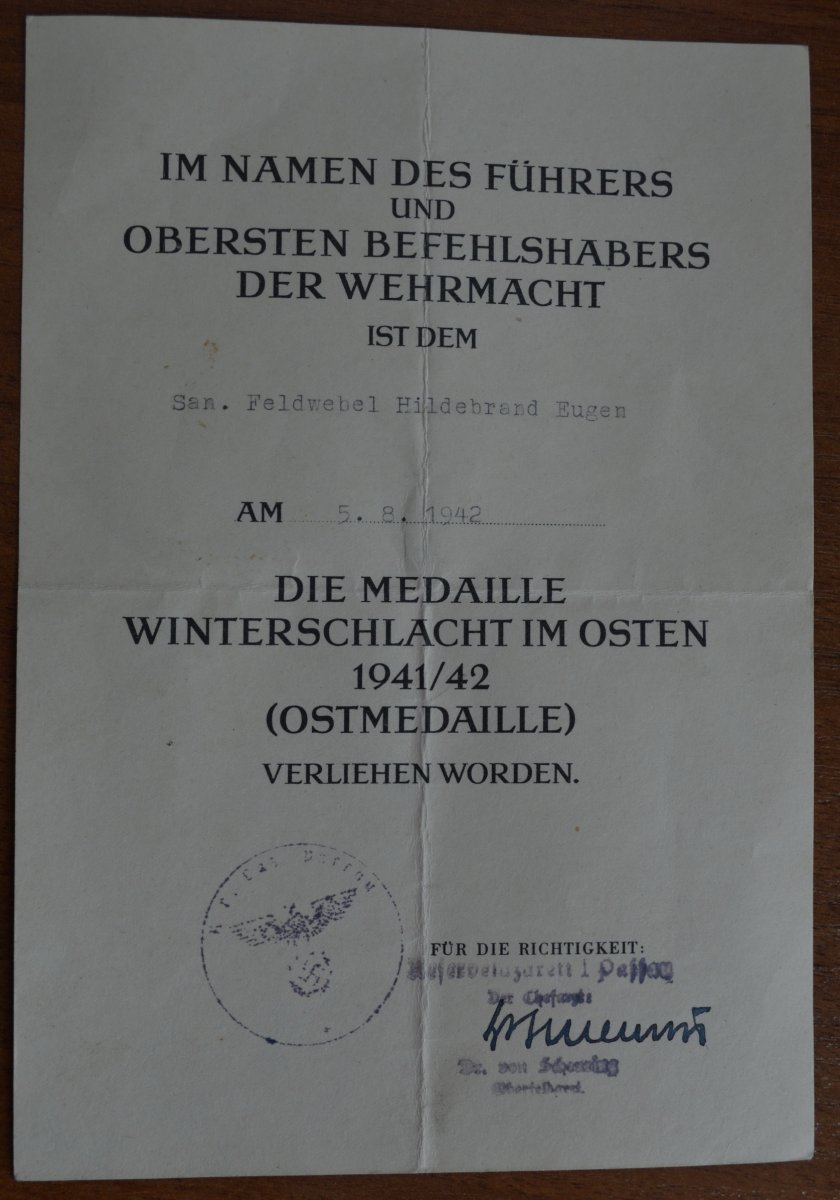 IM NAMEN DES FÜHRERS
UND
OBERSTEN BEFEHLSHABERS
DER WEHRMACHT
IST DEM
San. Feldwebel Hildebrand Eugen
AM 5. 8. 1942
DIE MEDAILLE
WINTERSCHLACHT IM OSTEN
1941/42
(OSTMEDAILLE)
VERLIEHEN WORDEN.
FÜR DIE RICHTIGKEIT:
Reservelazarett I Passau
Der Chefarzt
Dr. von